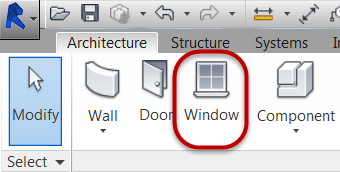 Architecture Structure Systems
Modify Wall Door Window Component
Select